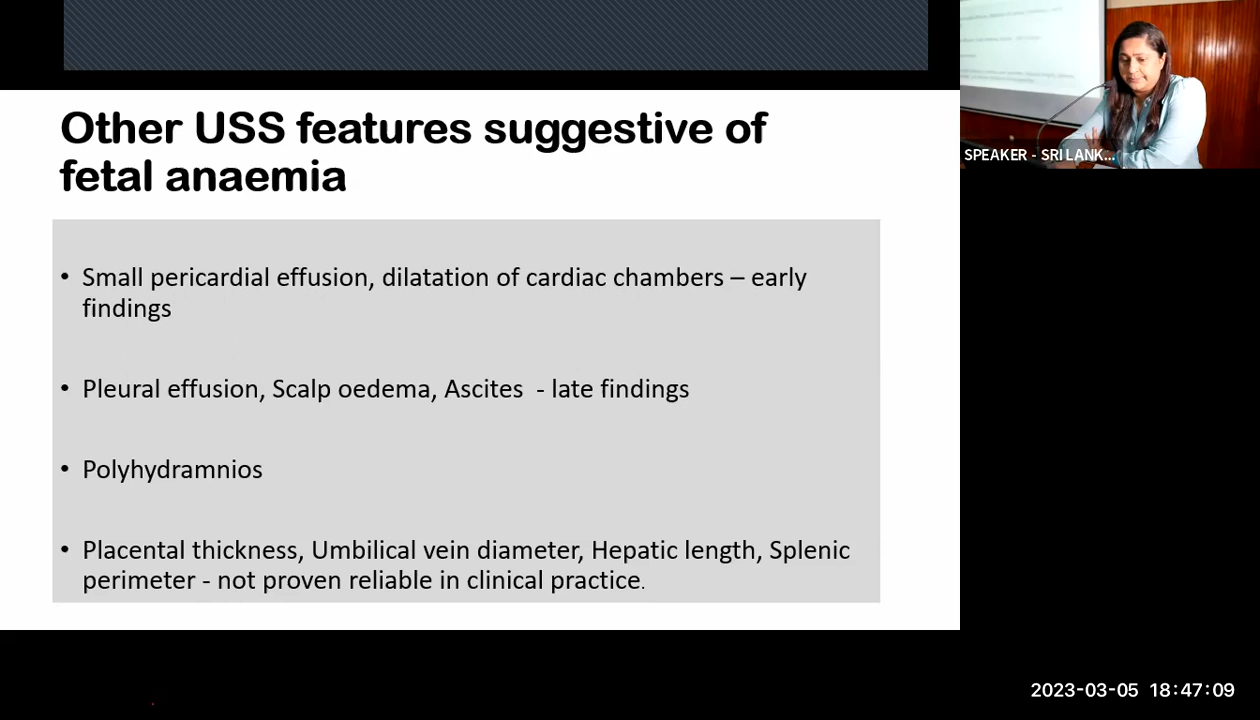 Other USS features suggestive of
fetal anaemia
• Small pericardial effusion, dilatation of cardiac chambers – early
findings
• Pleural effusion, Scalp oedema, Ascites - late findings
• Polyhydramnios
• Placental thickness, Umbilical vein diameter, Hepatic length, Splenic
perimeter - not proven reliable in clinical practice.
SPEAKER - SRI LANK...
2023-03-05 18:47:09